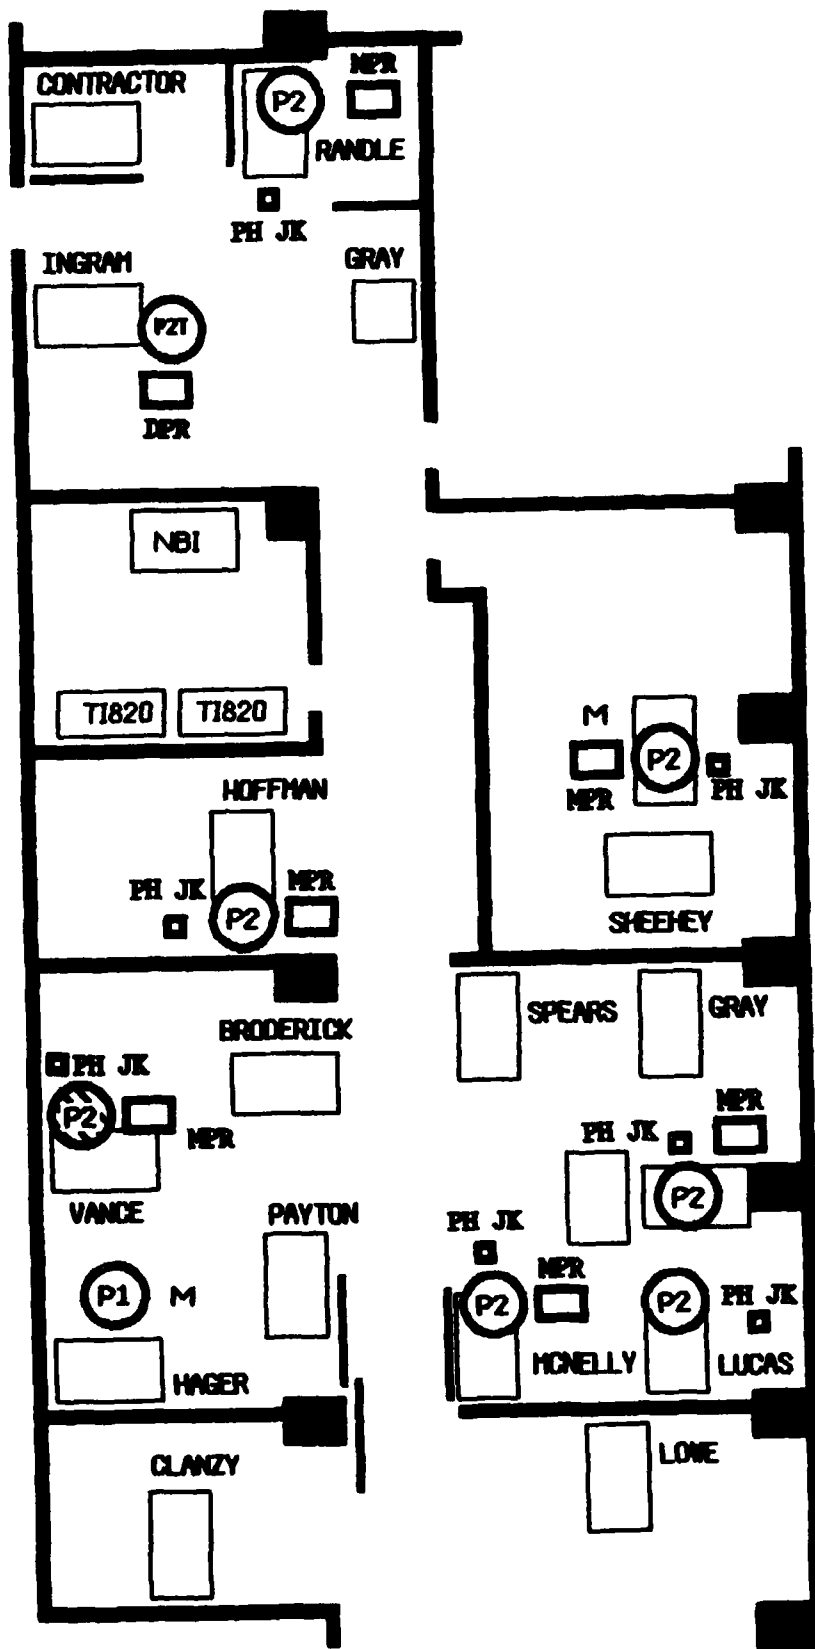 CONTRACTOR
MPR
P2
RANDLE
PH JK
INGRAM
GRAY
P2T
DPR
NBI
TI820 TI820
M
P2
PH JK
MPR
HOFFMAN
PH JK
MPR
P2
SHEEHEY
SPEARS
GRAY
BRODERICK
PH JK
P2
MPR
VANCE
MPR
PH JK
P2
PAYTON
PH JK
P1 M
MPR
P2
P2
PH JK
MCNELLY
LUCAS
HAGER
CLANZY
LOWE